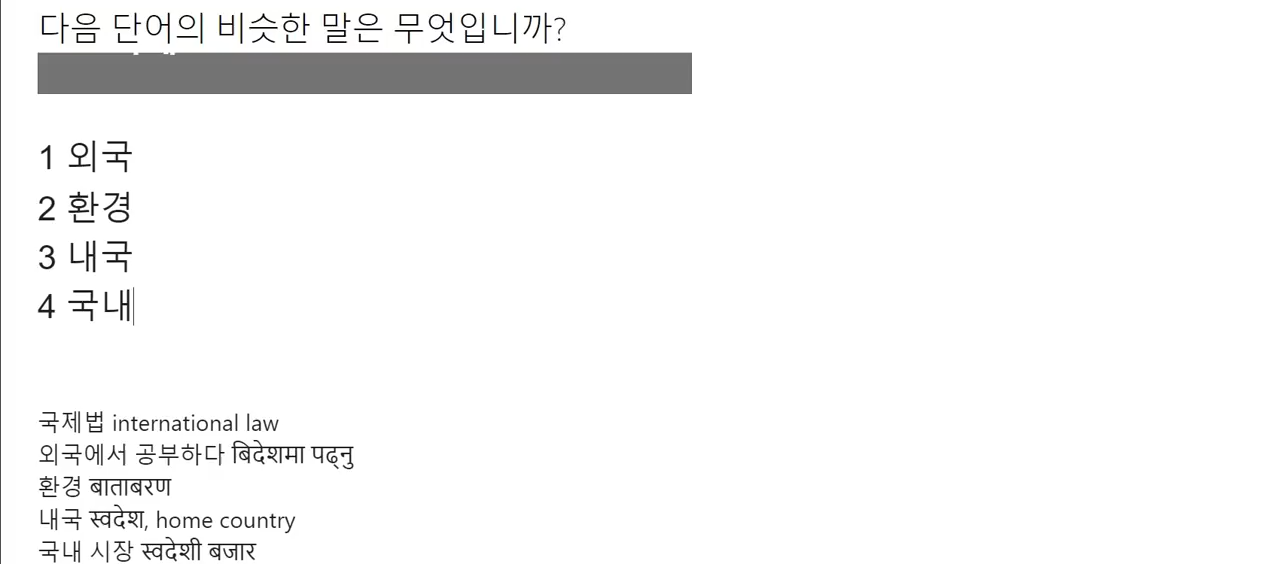 다음 단어의 비슷한 말은 무엇입니까?
1 외국
2 환경
3 내국
4 국내
국제법 international law
외국에서 공부하다 बिदेशमा पढ्नु
환경 बाताबरण
내국 स्वदेश, home country
국내 시장 स्वदेशी बजार